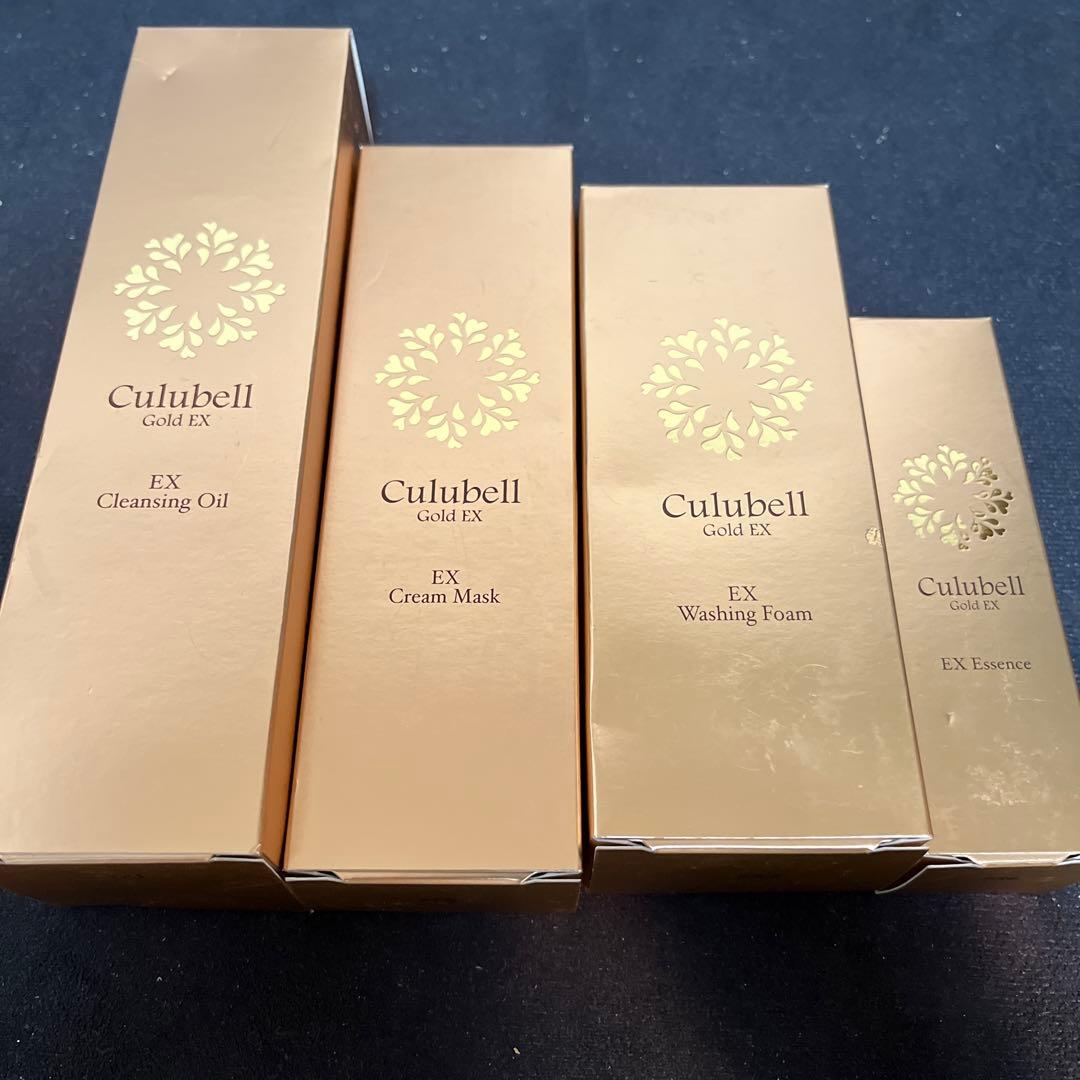 Culubell
Gold EX
EX
Cleansing Oil
Culubell
Gold EX
EX
Cream Mask
Culubell
Gold EX
EX
Washing Foam
Culubell
Gold EX
EX Essence